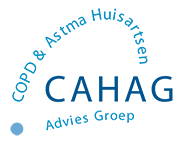 COPD & Astma Huisartsen
CAHAG
Advies Groep